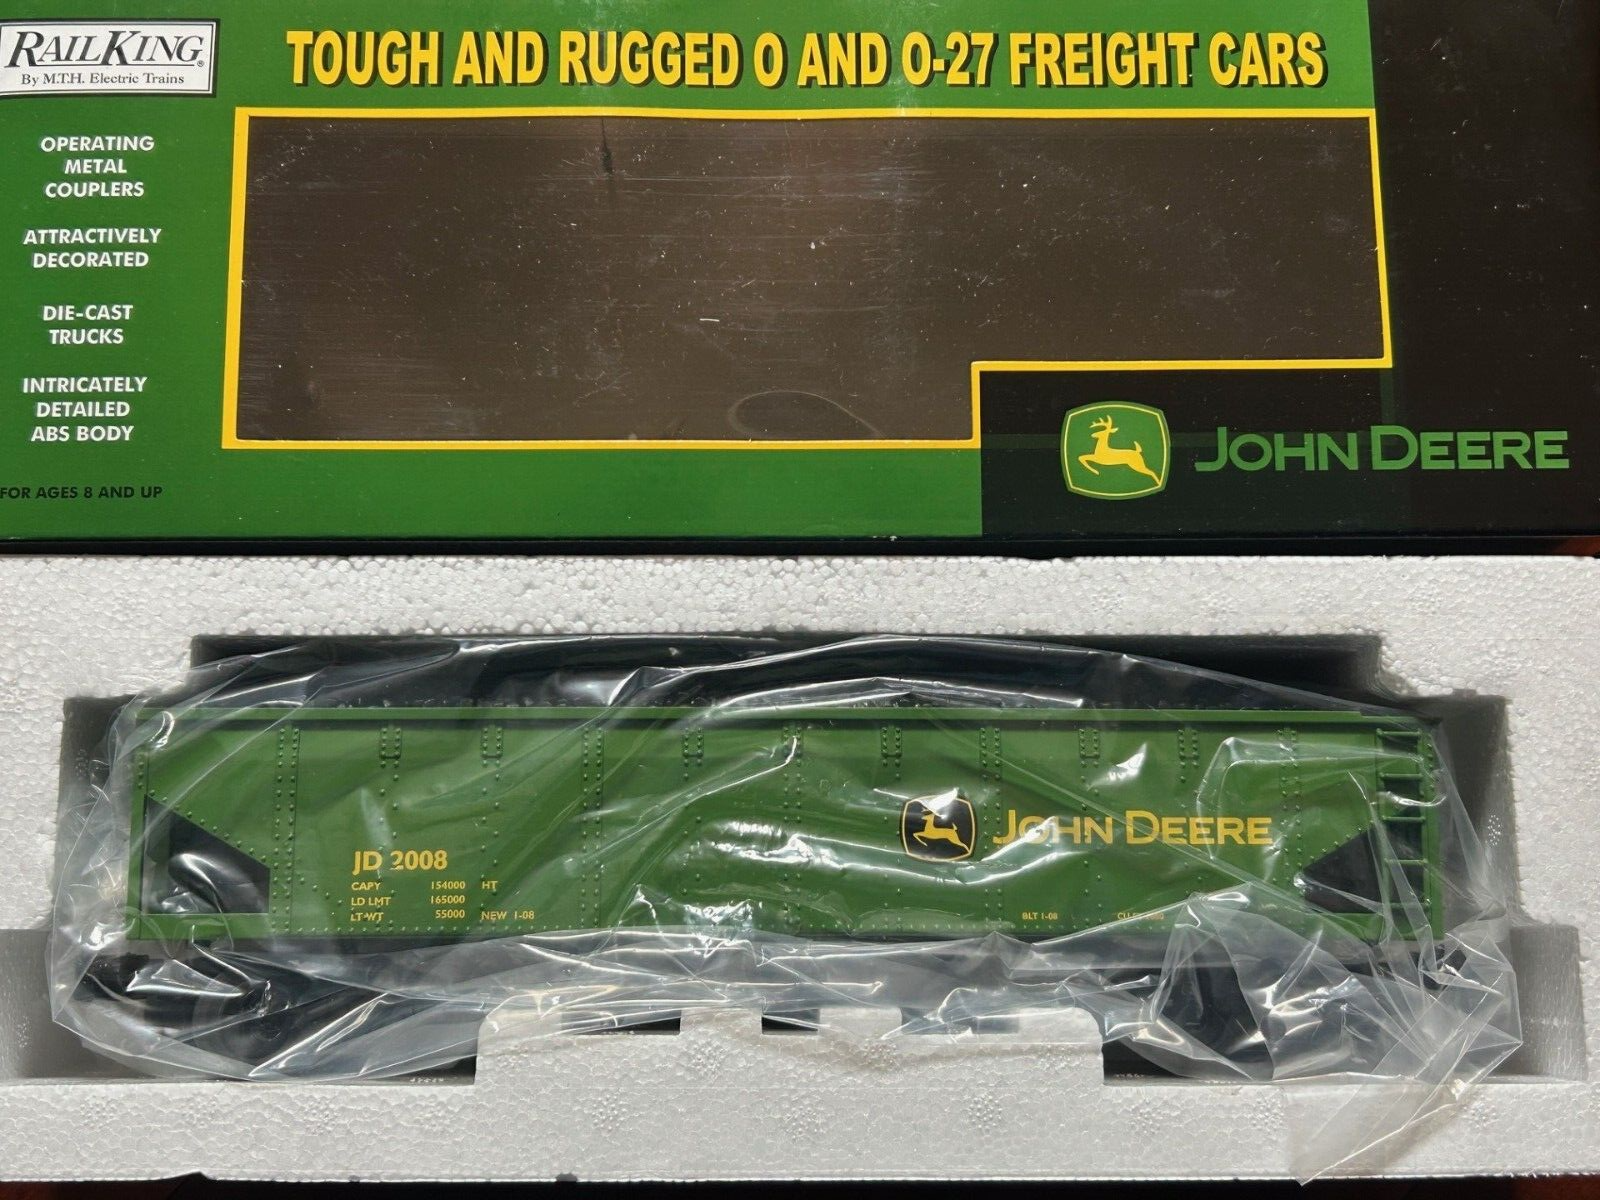 RAILKING®
By M.T.H. Electric Trains
TOUGH AND RUGGED O AND O-27 FREIGHT CARS
OPERATING
METAL
COUPLERS
ATTRACTIVELY
DECORATED
DIE-CAST
TRUCKS
INTRICATELY
DETAILED
ABS BODY
FOR AGES 8 AND UP
JOHN DEERE
JOHN DEERE
JD 2008
CAPY 154000 HT
LD LMT 165000
LT WT 55000 NEW 1-08
BLT 1-08